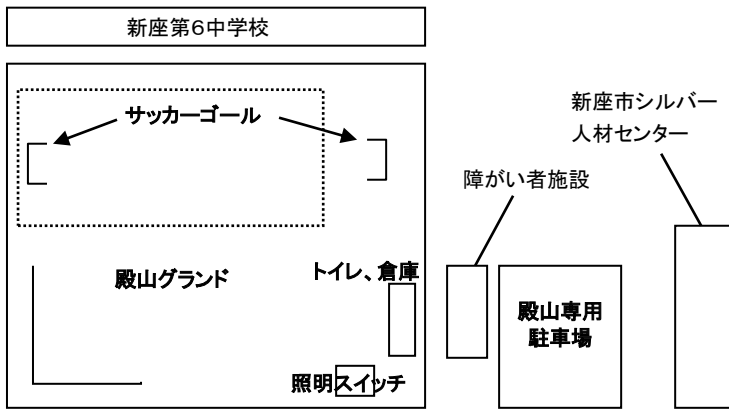 新座第6中学校
サッカーゴール
新座市シルバー
人材センター
障がい者施設
殿山グランド
トイレ、倉庫
殿山専用
駐車場
照明スイッチ